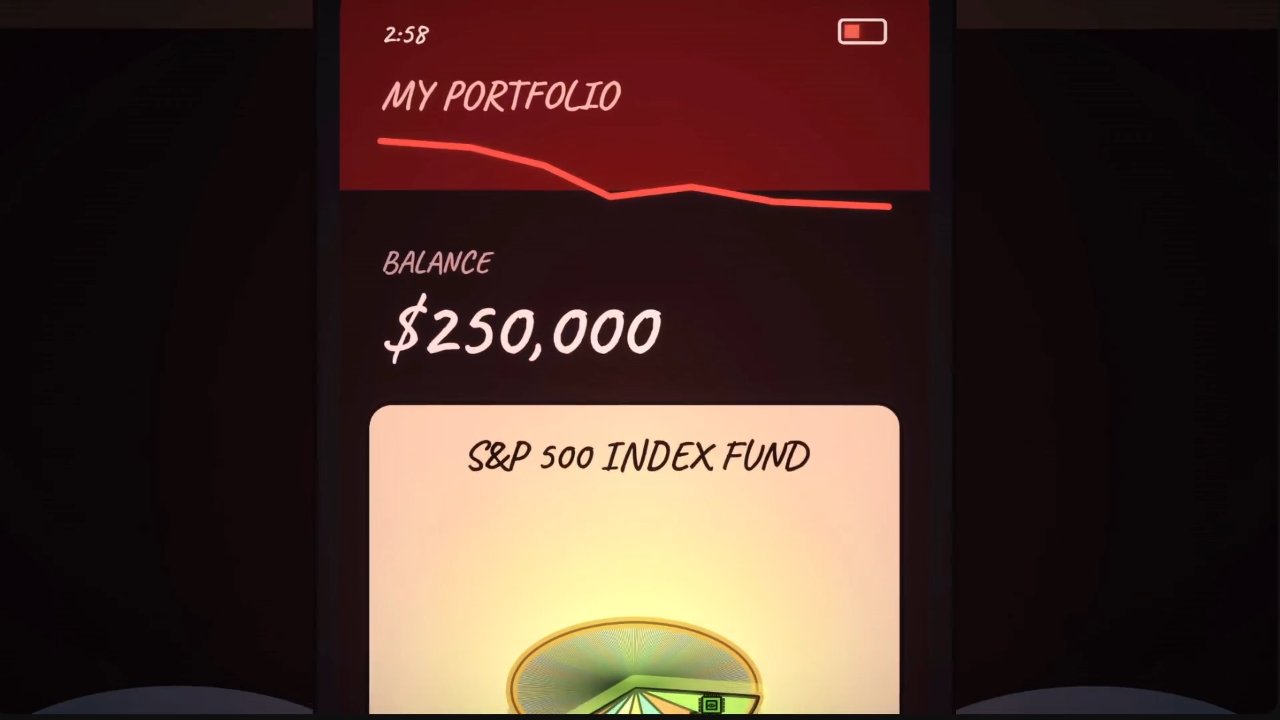 2:58
MY PORTFOLIO
BALANCE
$250,000
S&P 500 INDEX FUND